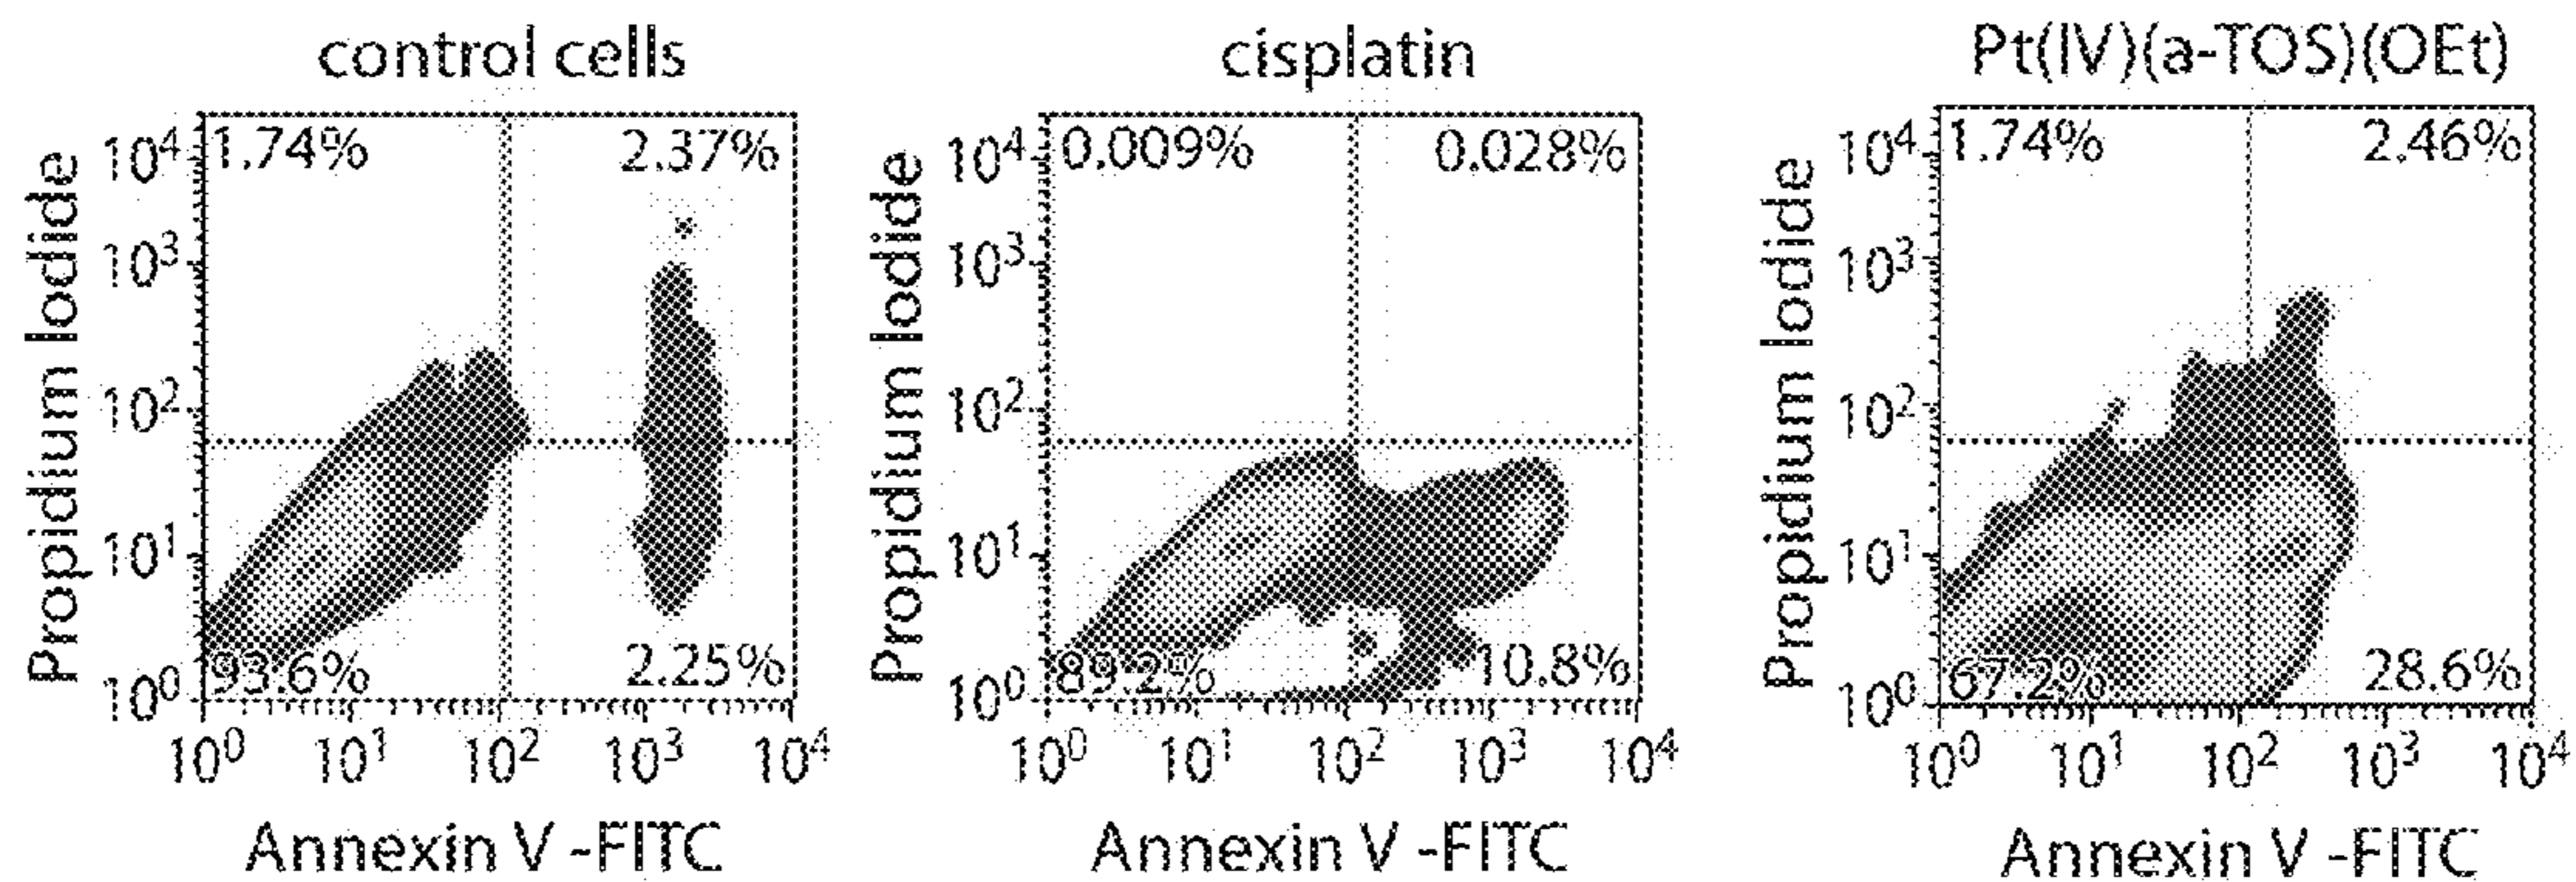 control cells
Propidium Iodide
10⁴
10³
10²
10¹
10⁰
1.74%
2.37%
93.6%
2.25%
10⁰ 10¹ 10² 10³ 10⁴
Annexin V -FITC
cisplatin
Propidium Iodide
10⁴
10³
10²
10¹
10⁰
0.009%
0.028%
89.2%
10.8%
10⁰ 10¹ 10² 10³ 10⁴
Annexin V -FITC
Pt(IV)(a-TOS)(OEt)
Propidium Iodide
10⁴
10³
10²
10¹
10⁰
1.74%
2.46%
67.2%
28.6%
10⁰ 10¹ 10² 10³ 10⁴
Annexin V -FITC